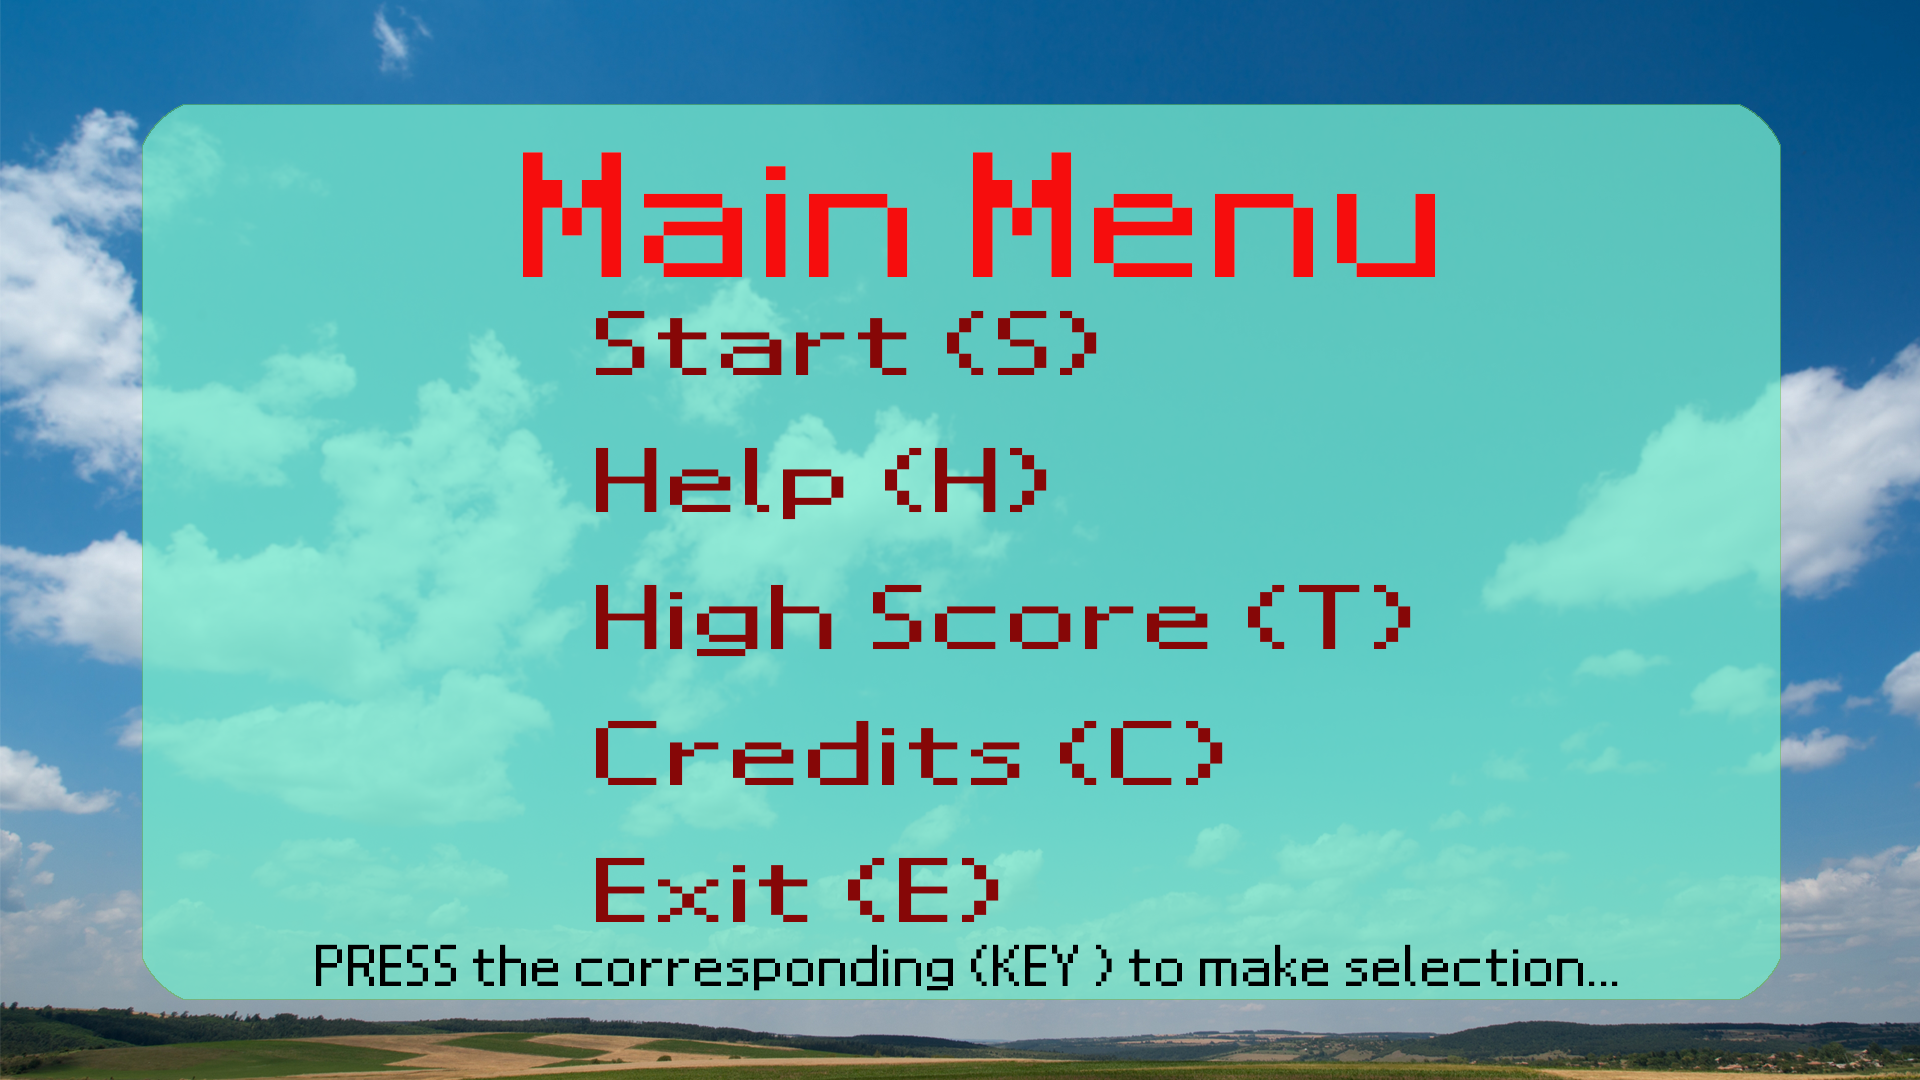 Main Menu
Start (S)
Help (H)
High Score (T)
Credits (C)
Exit (E)
PRESS the corresponding (KEY ) to make selection...